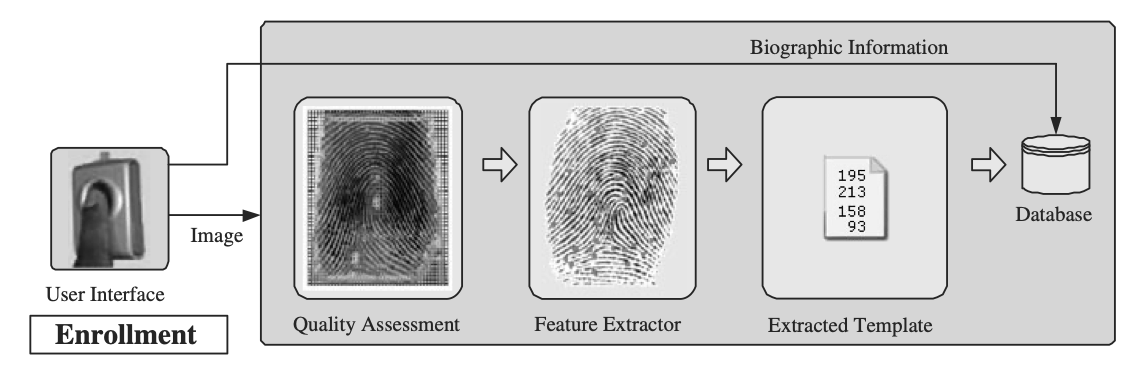 Biographic Information
Image
User Interface
Enrollment
Quality Assessment
Feature Extractor
195
213
158
93
Extracted Template
Database